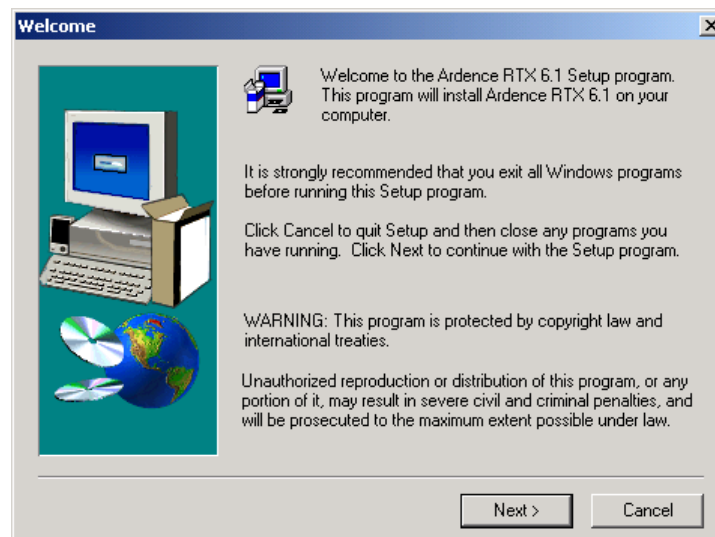 Welcome
Welcome to the Ardence RTX 6.1 Setup program.
This program will install Ardence RTX 6.1 on your
computer.
It is strongly recommended that you exit all Windows programs
before running this Setup program.
Click Cancel to quit Setup and then close any programs you
have running.  Click Next to continue with the Setup program.
WARNING: This program is protected by copyright law and
international treaties.
Unauthorized reproduction or distribution of this program, or any
portion of it, may result in severe civil and criminal penalties, and
will be prosecuted to the maximum extent possible under law.
Next >
Cancel